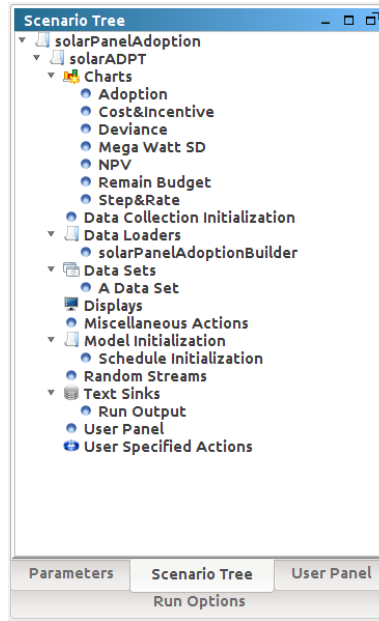 Scenario Tree
solarPanelAdoption
solarADPT
Charts
Adoption
Cost&Incentive
Deviance
Mega Watt SD
NPV
Remain Budget
Step&Rate
Data Collection Initialization
Data Loaders
solarPanelAdoptionBuilder
Data Sets
A Data Set
Displays
Miscellaneous Actions
Model Initialization
Schedule Initialization
Random Streams
Text Sinks
Run Output
User Panel
User Specified Actions
Parameters Scenario Tree User Panel
Run Options